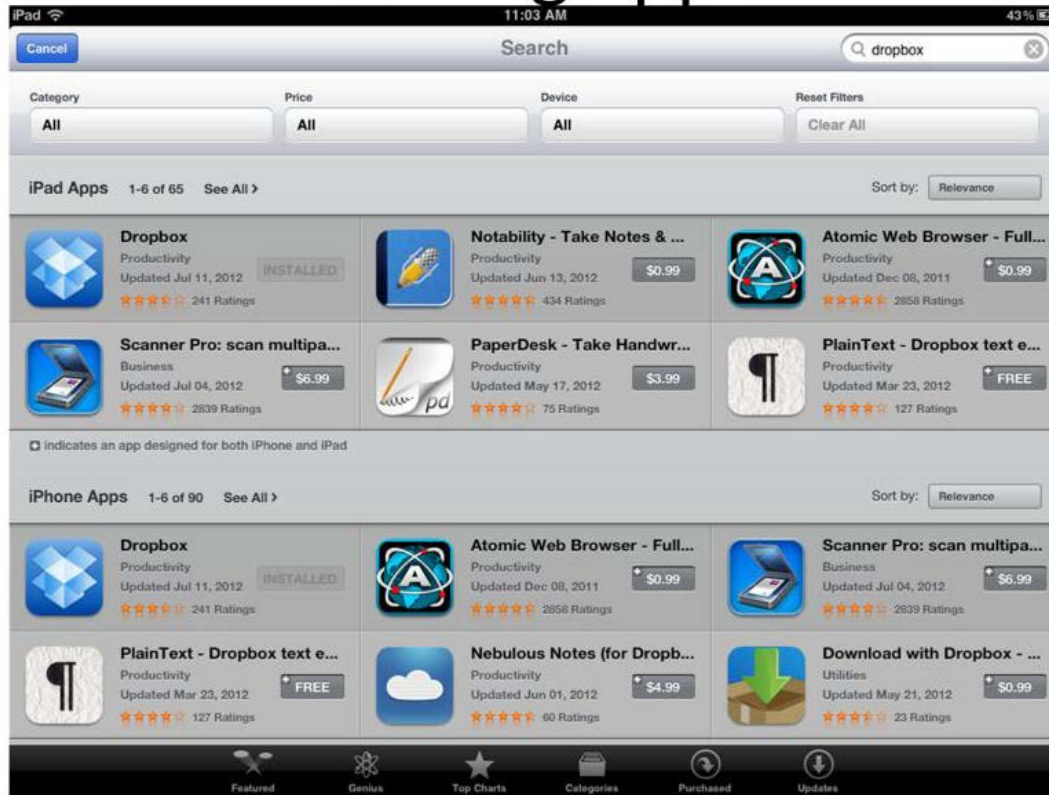 iPad 11:03 AM 43%
Cancel Search dropbox
Category Price Device Reset Filters
All All All Clear All
iPad Apps 1-6 of 65 See All > Sort by: Relevance
Dropbox Notability - Take Notes & ... Atomic Web Browser - Full...
Productivity Productivity Productivity
Updated Jul 11, 2012 INSTALLED Updated Jun 13, 2012 $0.99 Updated Dec 08, 2011 $0.99
241 Ratings 434 Ratings 2858 Ratings
Scanner Pro: scan multipa... PaperDesk - Take Handwr... PlainText - Dropbox text e...
Business Productivity Productivity
Updated Jul 04, 2012 $6.99 Updated May 17, 2012 $3.99 Updated Mar 23, 2012 FREE
2839 Ratings 75 Ratings 127 Ratings
indicates an app designed for both iPhone and iPad
iPhone Apps 1-6 of 90 See All > Sort by: Relevance
Dropbox Atomic Web Browser - Full... Scanner Pro: scan multipa...
Productivity Productivity Business
Updated Jul 11, 2012 INSTALLED Updated Dec 08, 2011 $0.99 Updated Jul 04, 2012 $6.99
241 Ratings 2858 Ratings 2839 Ratings
PlainText - Dropbox text e... Nebulous Notes (for Dropb... Download with Dropbox - ...
Productivity Productivity Utilities
Updated Mar 23, 2012 FREE Updated Jun 01, 2012 $4.99 Updated May 21, 2012 $0.99
127 Ratings 60 Ratings 23 Ratings
Featured Genius Top Charts Categories Purchased Updates